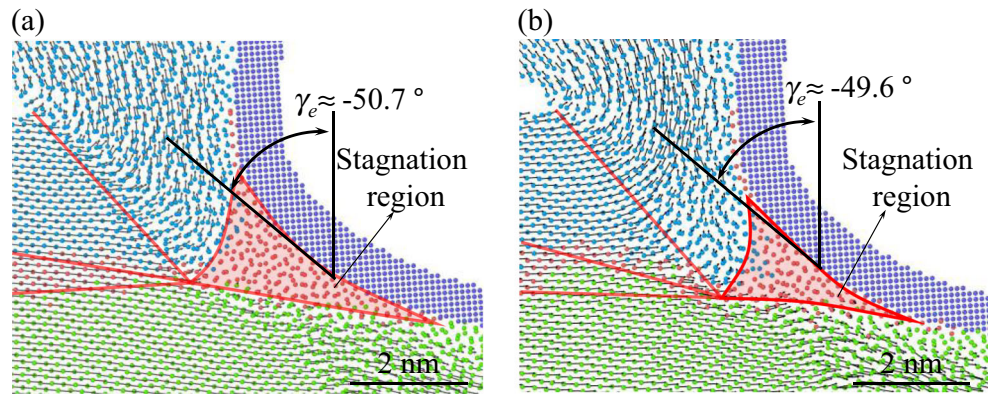 (a)
γe≈ -50.7 °
Stagnation
region
2 nm
(b)
γe≈ -49.6 °
Stagnation
region
2 nm